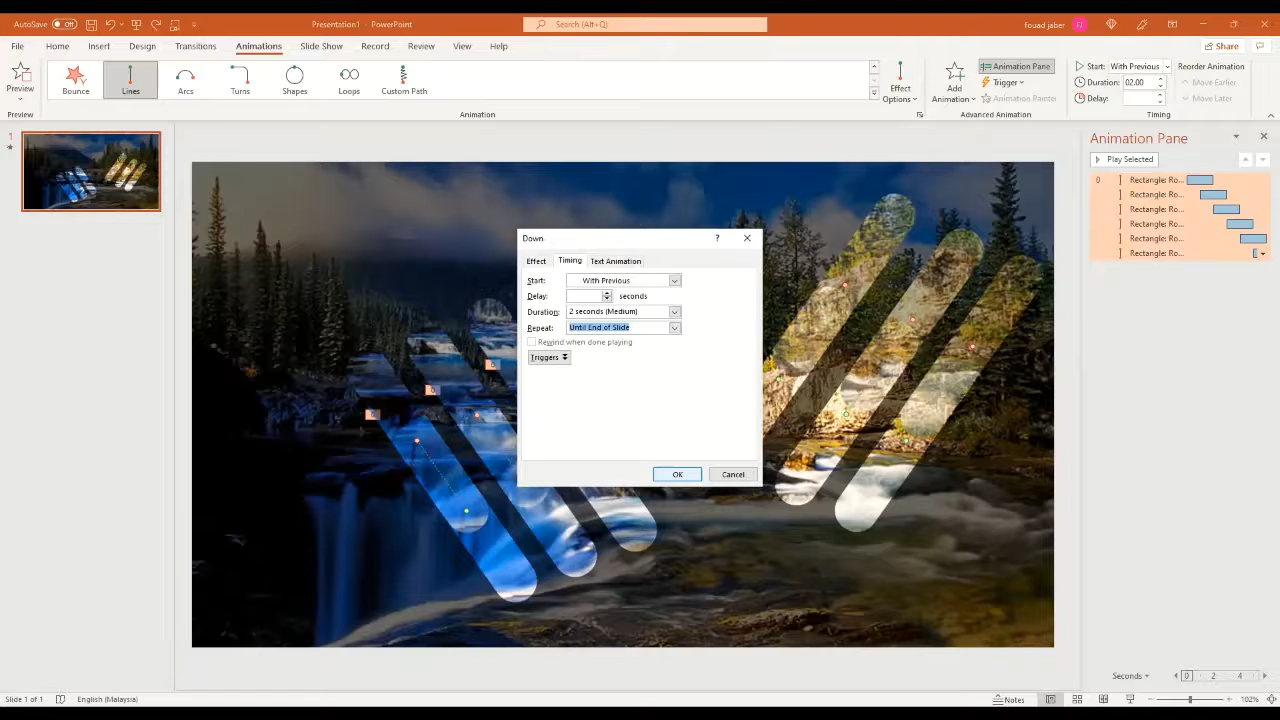 AutoSave Off Presentation1 - PowerPoint Search (Alt+Q) fouad jaber FJ
File Home Insert Design Transitions Animations Slide Show Record Review View Help Share
Preview Bounce Lines Arcs Turns Shapes Loops Custom Path Effect Options Add Animation Animation Pane Trigger Animation Painter Start: With Previous Duration: 02.00 Delay: Reorder Animation Move Earlier Move Later
Preview Animation Advanced Animation Timing
1
Animation Pane
Play Selected
0 Rectangle: Ro...
Rectangle: Ro...
Rectangle: Ro...
Rectangle: Ro...
Rectangle: Ro...
Rectangle: Ro...
Down ?
Effect Timing Text Animation
Start: With Previous
Delay: seconds
Duration: 2 seconds (Medium)
Repeat: Until End of Slide
Rewind when done playing
Triggers
OK Cancel
0
0
0
Seconds 0 2 4
Slide 1 of 1 English (Malaysia) Notes 102%